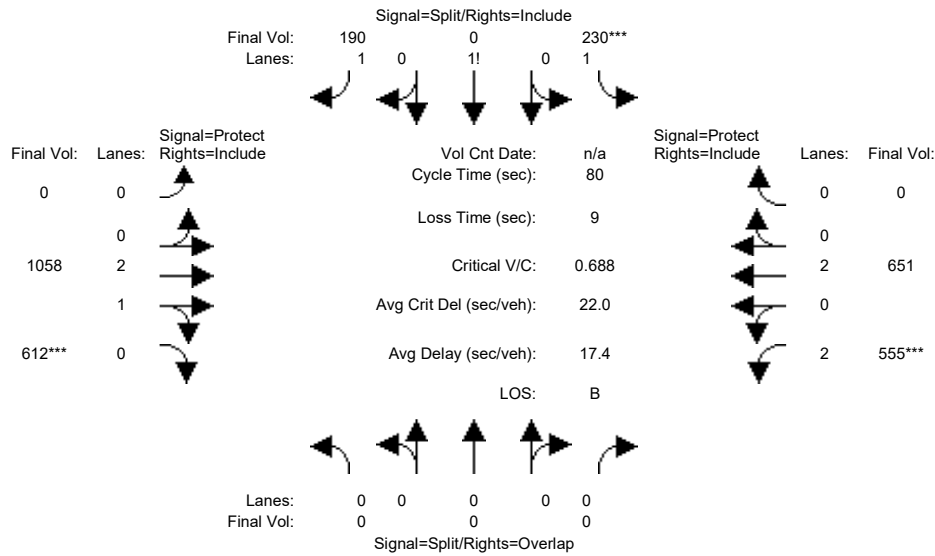 Signal=Split/Rights=Include
Final Vol: 190 0 230***
Lanes: 1 0 1! 0 1
Signal=Protect Signal=Protect
Final Vol: Lanes: Rights=Include Vol Cnt Date: n/a Rights=Include Lanes: Final Vol:
Cycle Time (sec): 80
0 0 0 0
Loss Time (sec): 9
0 0
1058 2 Critical V/C: 0.688 2 651
1 Avg Crit Del (sec/veh): 22.0 0
612*** 0 Avg Delay (sec/veh): 17.4 2 555***
LOS: B
Lanes: 0 0 0 0 0
Final Vol: 0 0 0
Signal=Split/Rights=Overlap